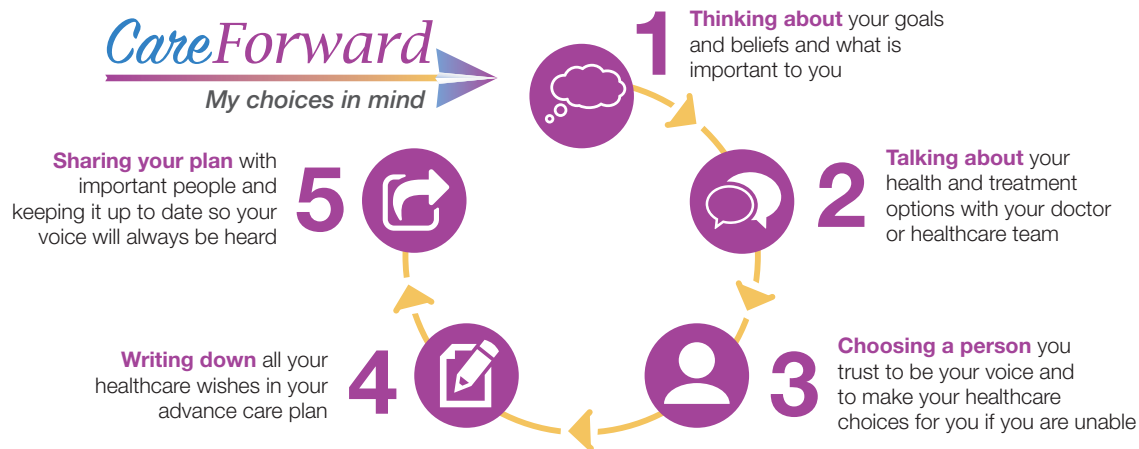 CareForward
My choices in mind
1
Thinking about your goals
and beliefs and what is
important to you
2
Talking about your
health and treatment
options with your doctor
or healthcare team
3
Choosing a person you
trust to be your voice and
to make your healthcare
choices for you if you are unable
4
Writing down all your
healthcare wishes in your
advance care plan
5
Sharing your plan with
important people and
keeping it up to date so your
voice will always be heard